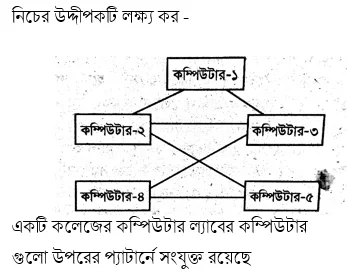 নিচের উদ্দীপকটি লক্ষ্য কর -
কম্পিউটার-১
কম্পিউটার-২
কম্পিউটার-৩
কম্পিউটার-৪
কম্পিউটার-৫
একটি কলেজের কম্পিউটার ল্যাবের কম্পিউটার
গুলো উপরের প্যাটার্নে সংযুক্ত রয়েছে